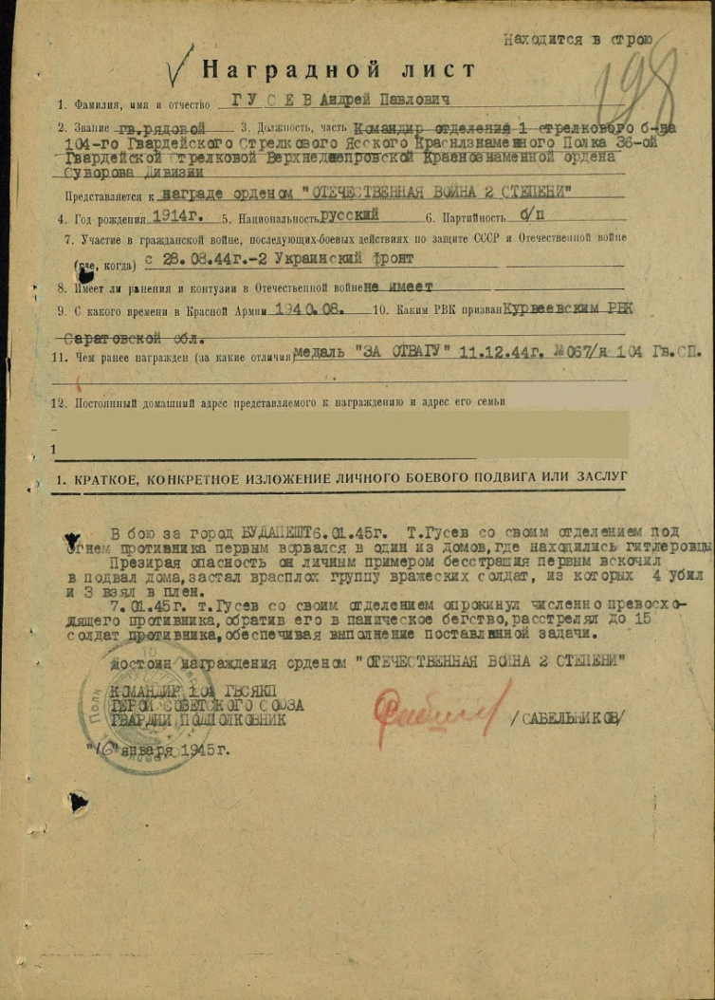 Находится в строю
198
Наградной лист
1. Фамилия, имя и отчество ГУСЕВ Андрей Павлович
2. Звание гв.рядовой 3. Должность, часть Командир отделения 1 стрелкового б-на
104-го Гвардейского Стрелкового Ясского Краснознаменного Полка 36-ой
Гвардейской Стрелковой Верхнеднепровской Краснознаменной ордена
Суворова Дивизии
Представляется к награде орденом "ОТЕЧЕСТВЕННАЯ ВОЙНА 2 СТЕПЕНИ"
4. Год рождения 1914г. 5. Национальность русский 6. Партийность б/п
7. Участие в гражданской войне, последующих боевых действиях по защите СССР и Отечественной войне
(где, когда) с 28.08.44г.-2 Украинский фронт
8. Имеет ли ранения и контузии в Отечественной войне не имеет
9. С какого времени в Красной Армии 1940.08. 10. Каким РВК призван Курваевским РВК
Саратовской обл.
11. Чем ранее награжден (за какие отличия) медаль "ЗА ОТВАГУ" 11.12.44г. №067/н 104 Гв.СП.
12. Постоянный домашний адрес представляемого к награждению и адрес его семьи
1
1. КРАТКОЕ, КОНКРЕТНОЕ ИЗЛОЖЕНИЕ ЛИЧНОГО БОЕВОГО ПОДВИГА ИЛИ ЗАСЛУГ
В бою за город БУДАПЕШТ 6.01.45г. Т.Гусев со своим отделением под
огнем противника первым ворвался в один из домов, где находились гитлеровцы
Презирая опасность он личным примером бесстрашия первым вскочил
в подвал дома, застал врасплох группу вражеских солдат, из которых 4 убил
и 3 взял в плен.
7.01.45г. т.Гусев со своим отделением опрокинул численно превосхо-
дящего противника, обратив его в паническое бегство, расстрелял до 15
солдат противника, обеспечивая выполнение поставланной задачи.
Достоин награждения орденом "ОТЕЧЕСТВЕННАЯ ВОЙНА 2 СТЕПЕНИ"
КОМАНДИР 104 ГВСЯКП
ГЕРОЙ СОВЕТСКОГО СОЮЗА
ГВАРДИИ ПОДПОЛКОВНИК /САБЕЛЬНИКОВ/
"16" января 1945г.